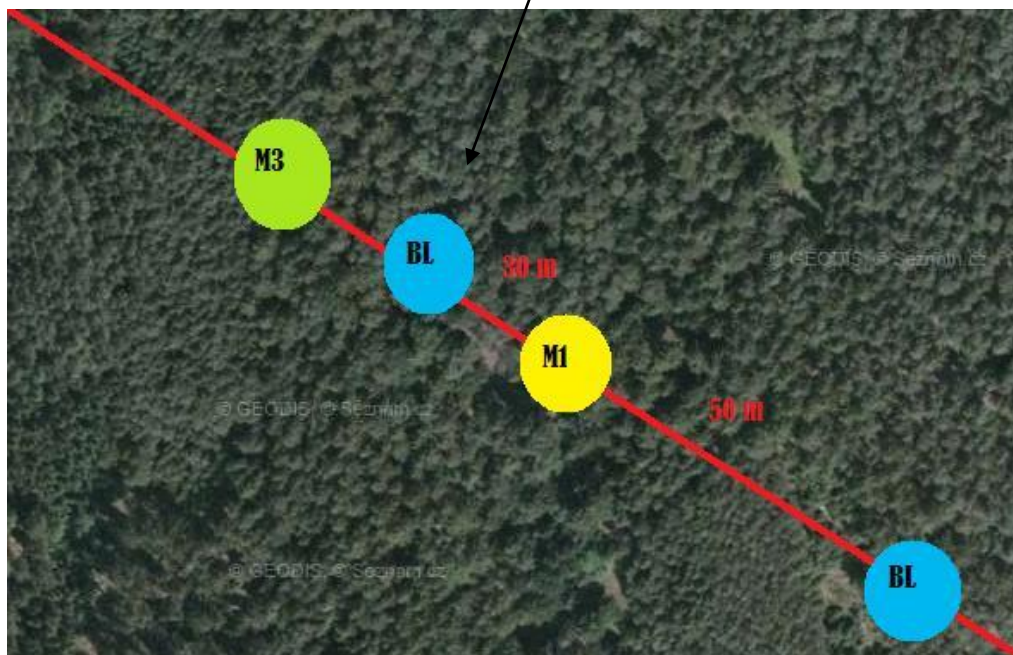 M3
BL
30 m
© GEODIS, © Seznam.cz
M1
© GEODIS, © Seznam.cz
50 m
© GEODIS, © Seznam.cz
BL